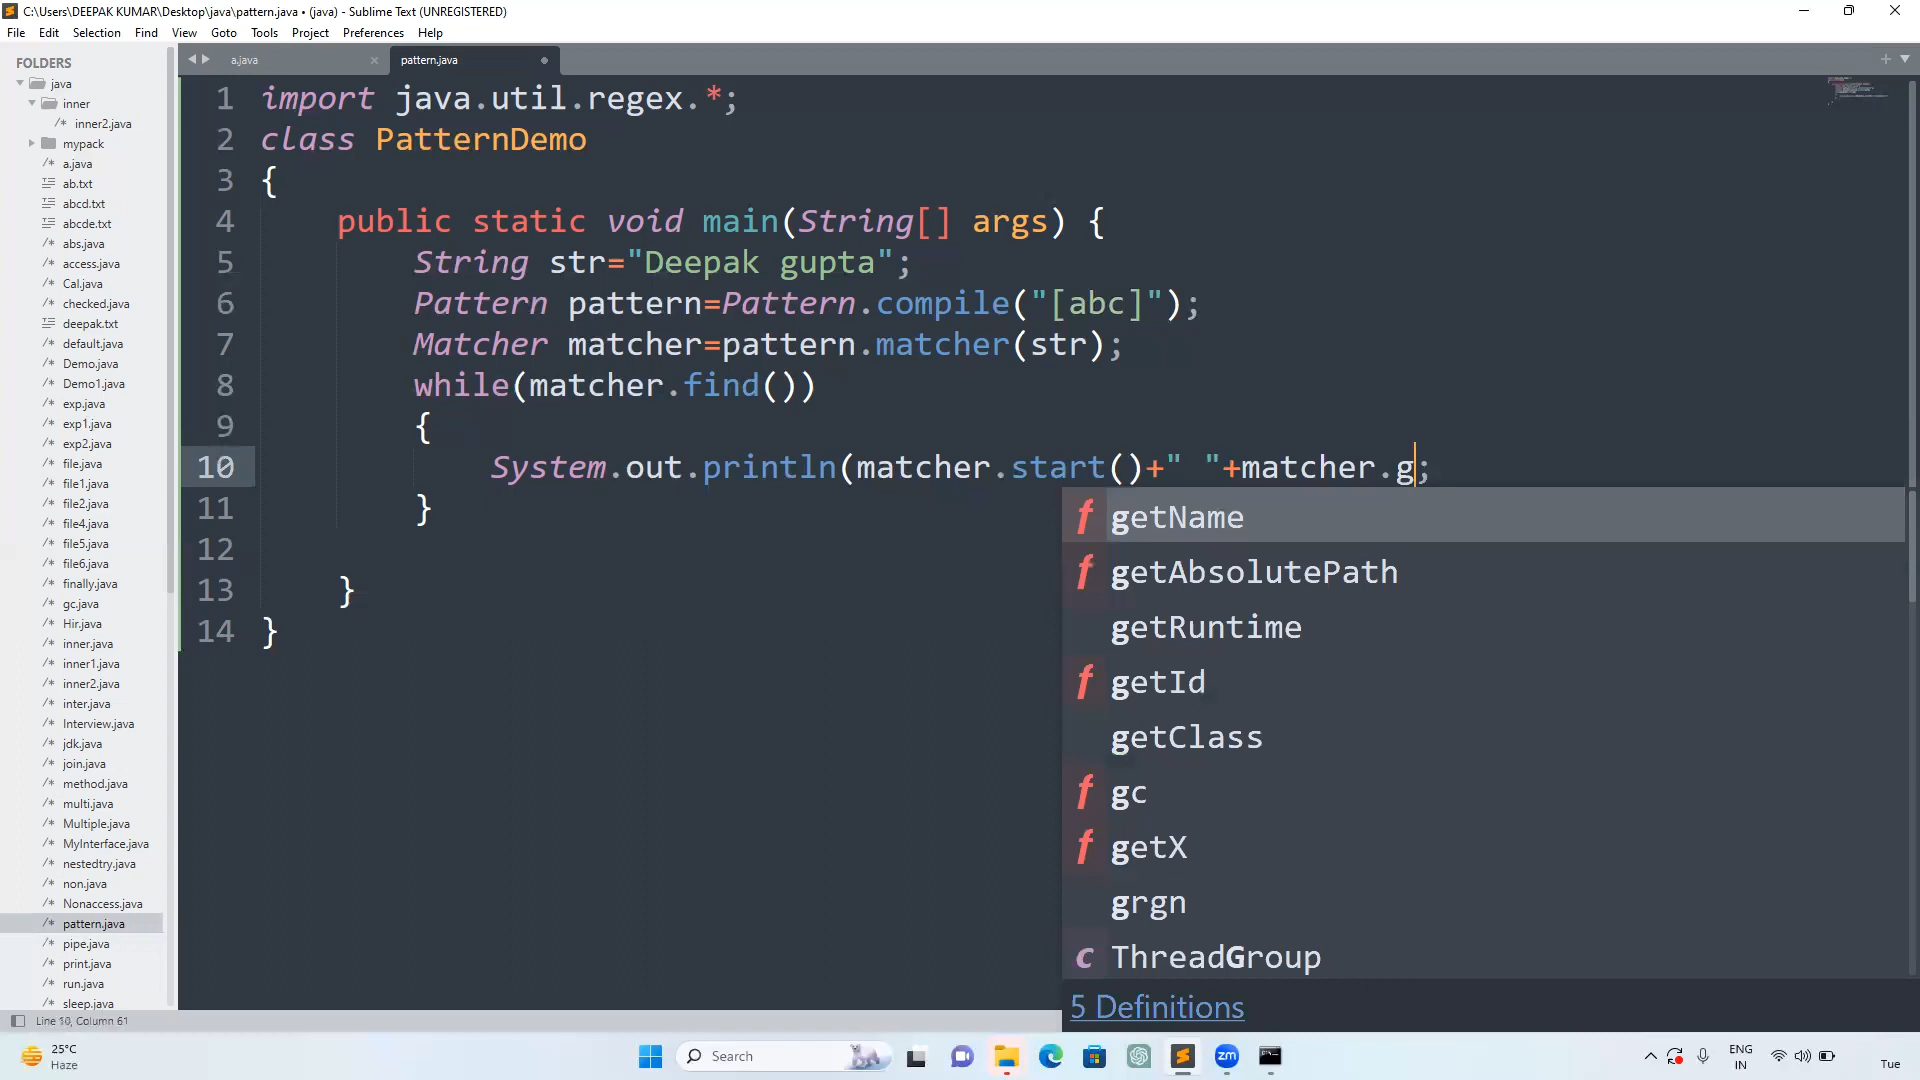 C:\Users\DEEPAK KUMAR\Desktop\java\pattern.java • (java) - Sublime Text (UNREGISTERED)
File Edit Selection Find View Goto Tools Project Preferences Help
FOLDERS
java
inner
inner2.java
mypack
a.java
ab.txt
abcd.txt
abcde.txt
abs.java
access.java
Cal.java
checked.java
deepak.txt
default.java
Demo.java
Demo1.java
exp.java
exp1.java
exp2.java
file.java
file1.java
file2.java
file4.java
file5.java
file6.java
finally.java
gc.java
Hir.java
inner.java
inner1.java
inner2.java
inter.java
Interview.java
jdk.java
join.java
method.java
multi.java
Multiple.java
MyInterface.java
nestedtry.java
non.java
Nonaccess.java
pattern.java
pipe.java
print.java
run.java
sleep.java
a.java
pattern.java
1 import java.util.regex.*;
2 class PatternDemo
3 {
4 public static void main(String[] args) {
5 String str="Deepak gupta";
6 Pattern pattern=Pattern.compile("[abc]");
7 Matcher matcher=pattern.matcher(str);
8 while(matcher.find())
9 {
10 System.out.println(matcher.start()+" "+matcher.g;
11 }
12
13 }
14 }
f getName
f getAbsolutePath
getRuntime
f getId
getClass
f gc
f getX
grgn
c ThreadGroup
5 Definitions
Line 10, Column 61
25°C
Haze
Search
zm
ENG
IN
Tue